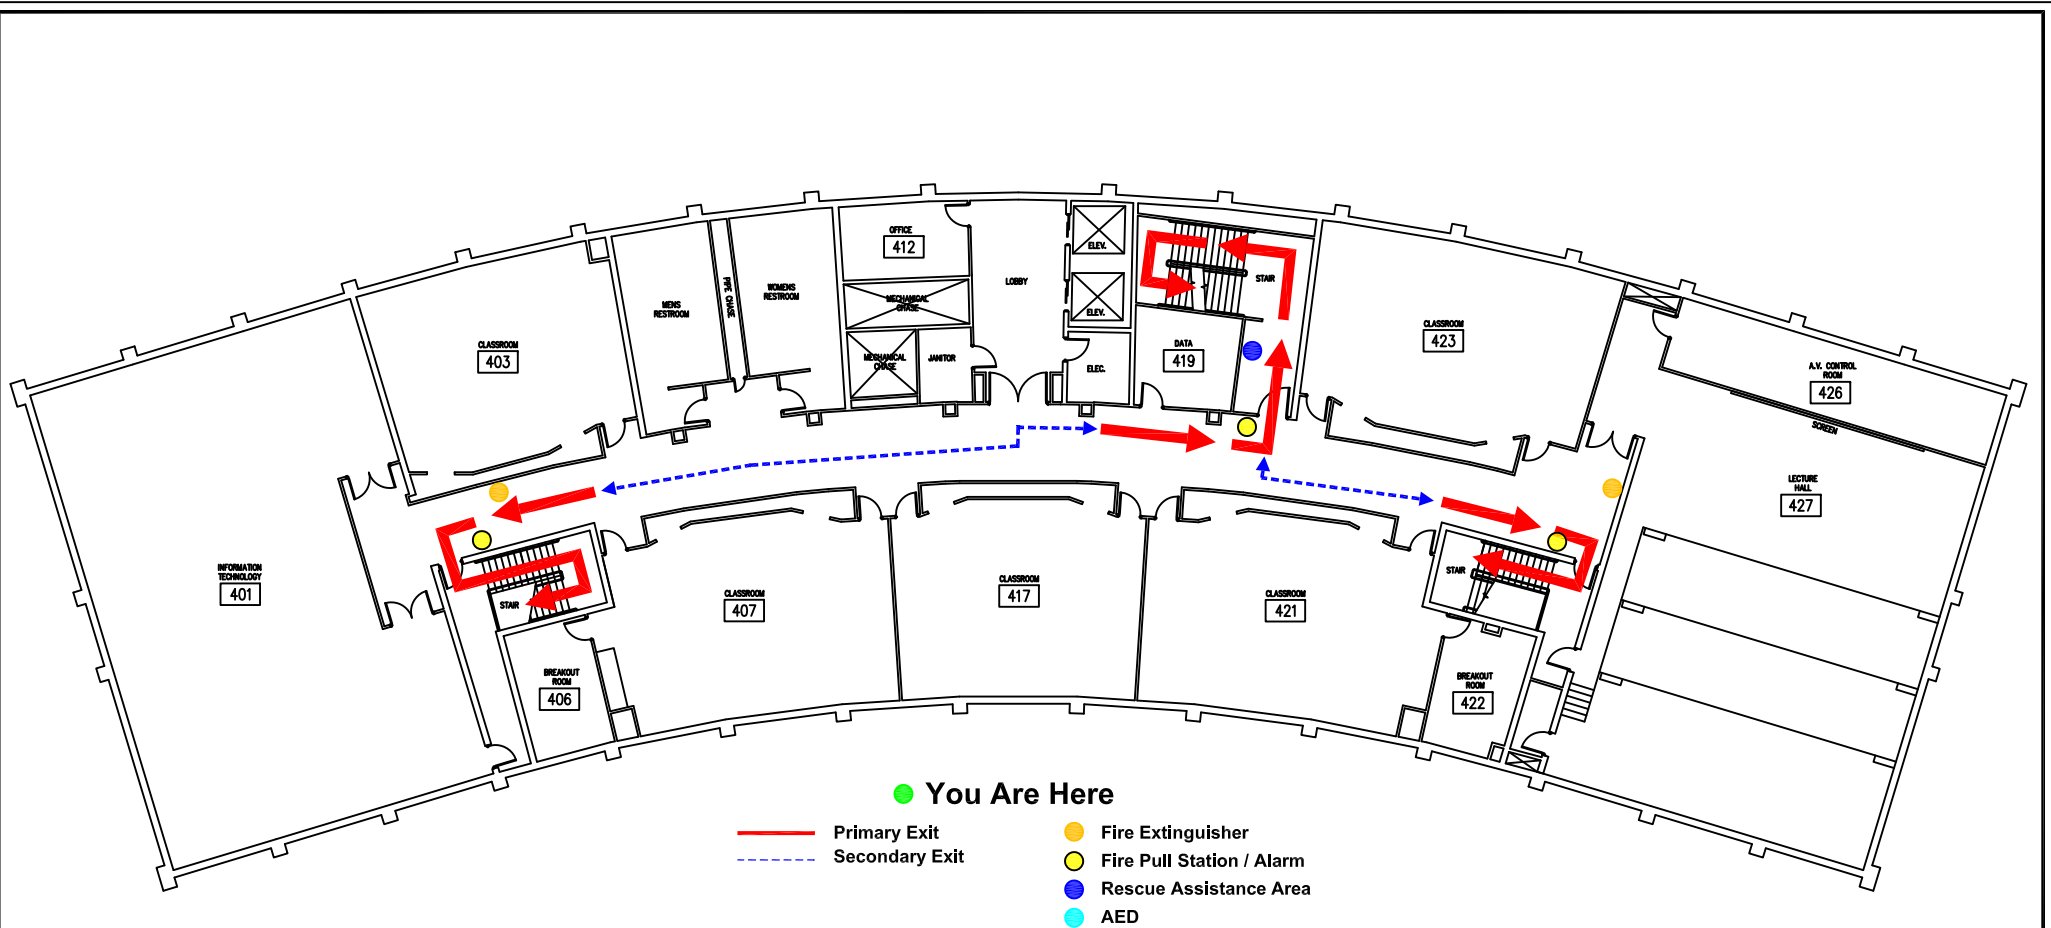 OFFICE
412
ELEV.
STAIR
LOBBY
MENS
RESTROOM
PIPE CHASE
WOMENS
RESTROOM
MECHANICAL
CHASE
ELEV.
CLASSROOM
403
MECHANICAL
CHASE
JANITOR
ELEC.
DATA
419
CLASSROOM
423
A.V. CONTROL
ROOM
426
SCREEN
LECTURE
HALL
427
INFORMATION
TECHNOLOGY
401
STAIR
CLASSROOM
407
CLASSROOM
417
CLASSROOM
421
STAIR
BREAKOUT
ROOM
406
BREAKOUT
ROOM
422
You Are Here
Primary Exit
Secondary Exit
Fire Extinguisher
Fire Pull Station / Alarm
Rescue Assistance Area
AED